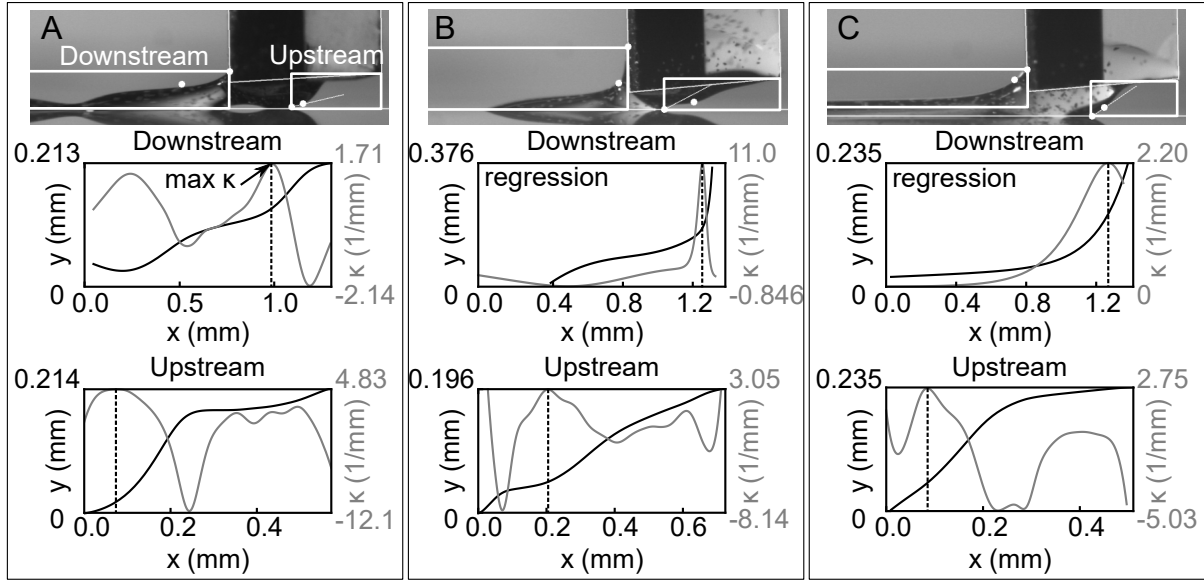 A
Downstream
Upstream
Downstream
0.213
1.71
max κ
y (mm)
κ (1/mm)
0
-2.14
0.0
0.5
1.0
x (mm)
Upstream
0.214
4.83
y (mm)
κ (1/mm)
0
-12.1
0.0
0.2
0.4
x (mm)
B
Downstream
0.376
11.0
regression
y (mm)
κ (1/mm)
0
-0.846
0.0
0.4
0.8
1.2
x (mm)
Upstream
0.196
3.05
y (mm)
κ (1/mm)
0
-8.14
0.0
0.2
0.4
0.6
x (mm)
C
Downstream
0.235
2.20
regression
y (mm)
κ (1/mm)
0
0
0.0
0.4
0.8
1.2
x (mm)
Upstream
0.235
2.75
y (mm)
κ (1/mm)
0
-5.03
0.0
0.2
0.4
x (mm)